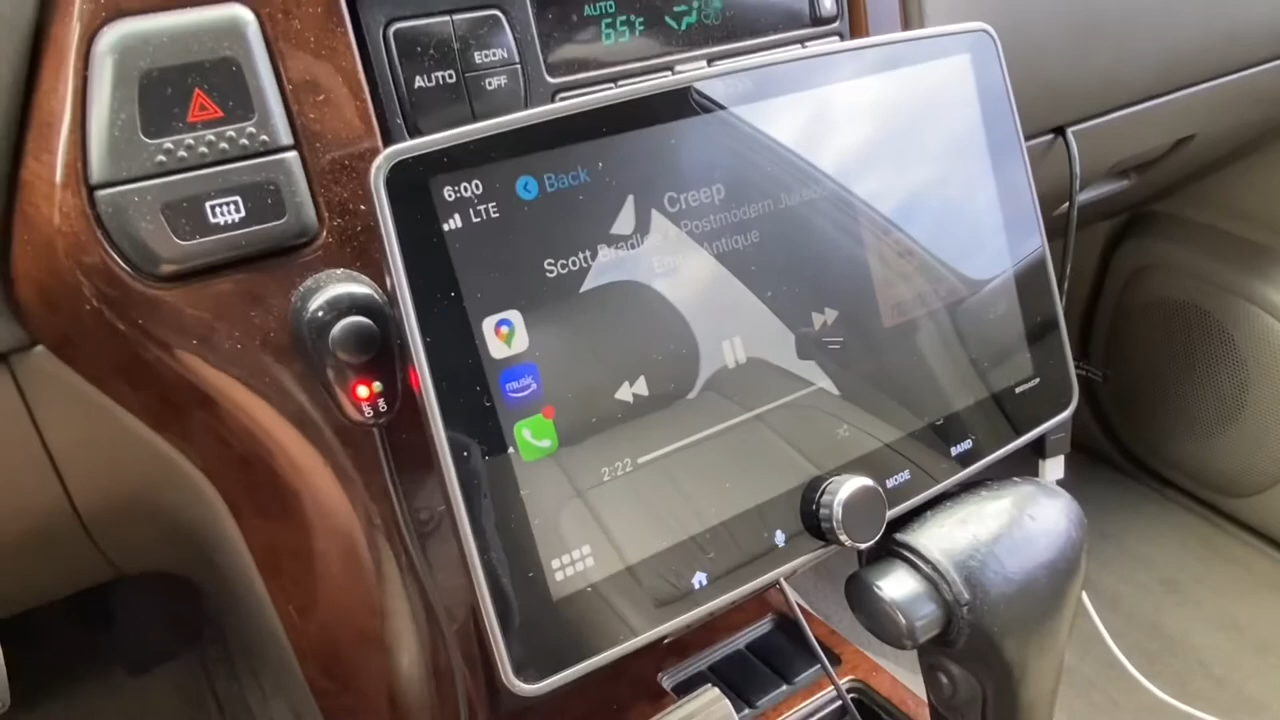 AUTO
65°F
AUTO
ECON
OFF
6:00
LTE
Back
Creep
Scott Bradlee Postmodern Jukebox
Antique
music
2:22
OFF
ON
MODE
BAND